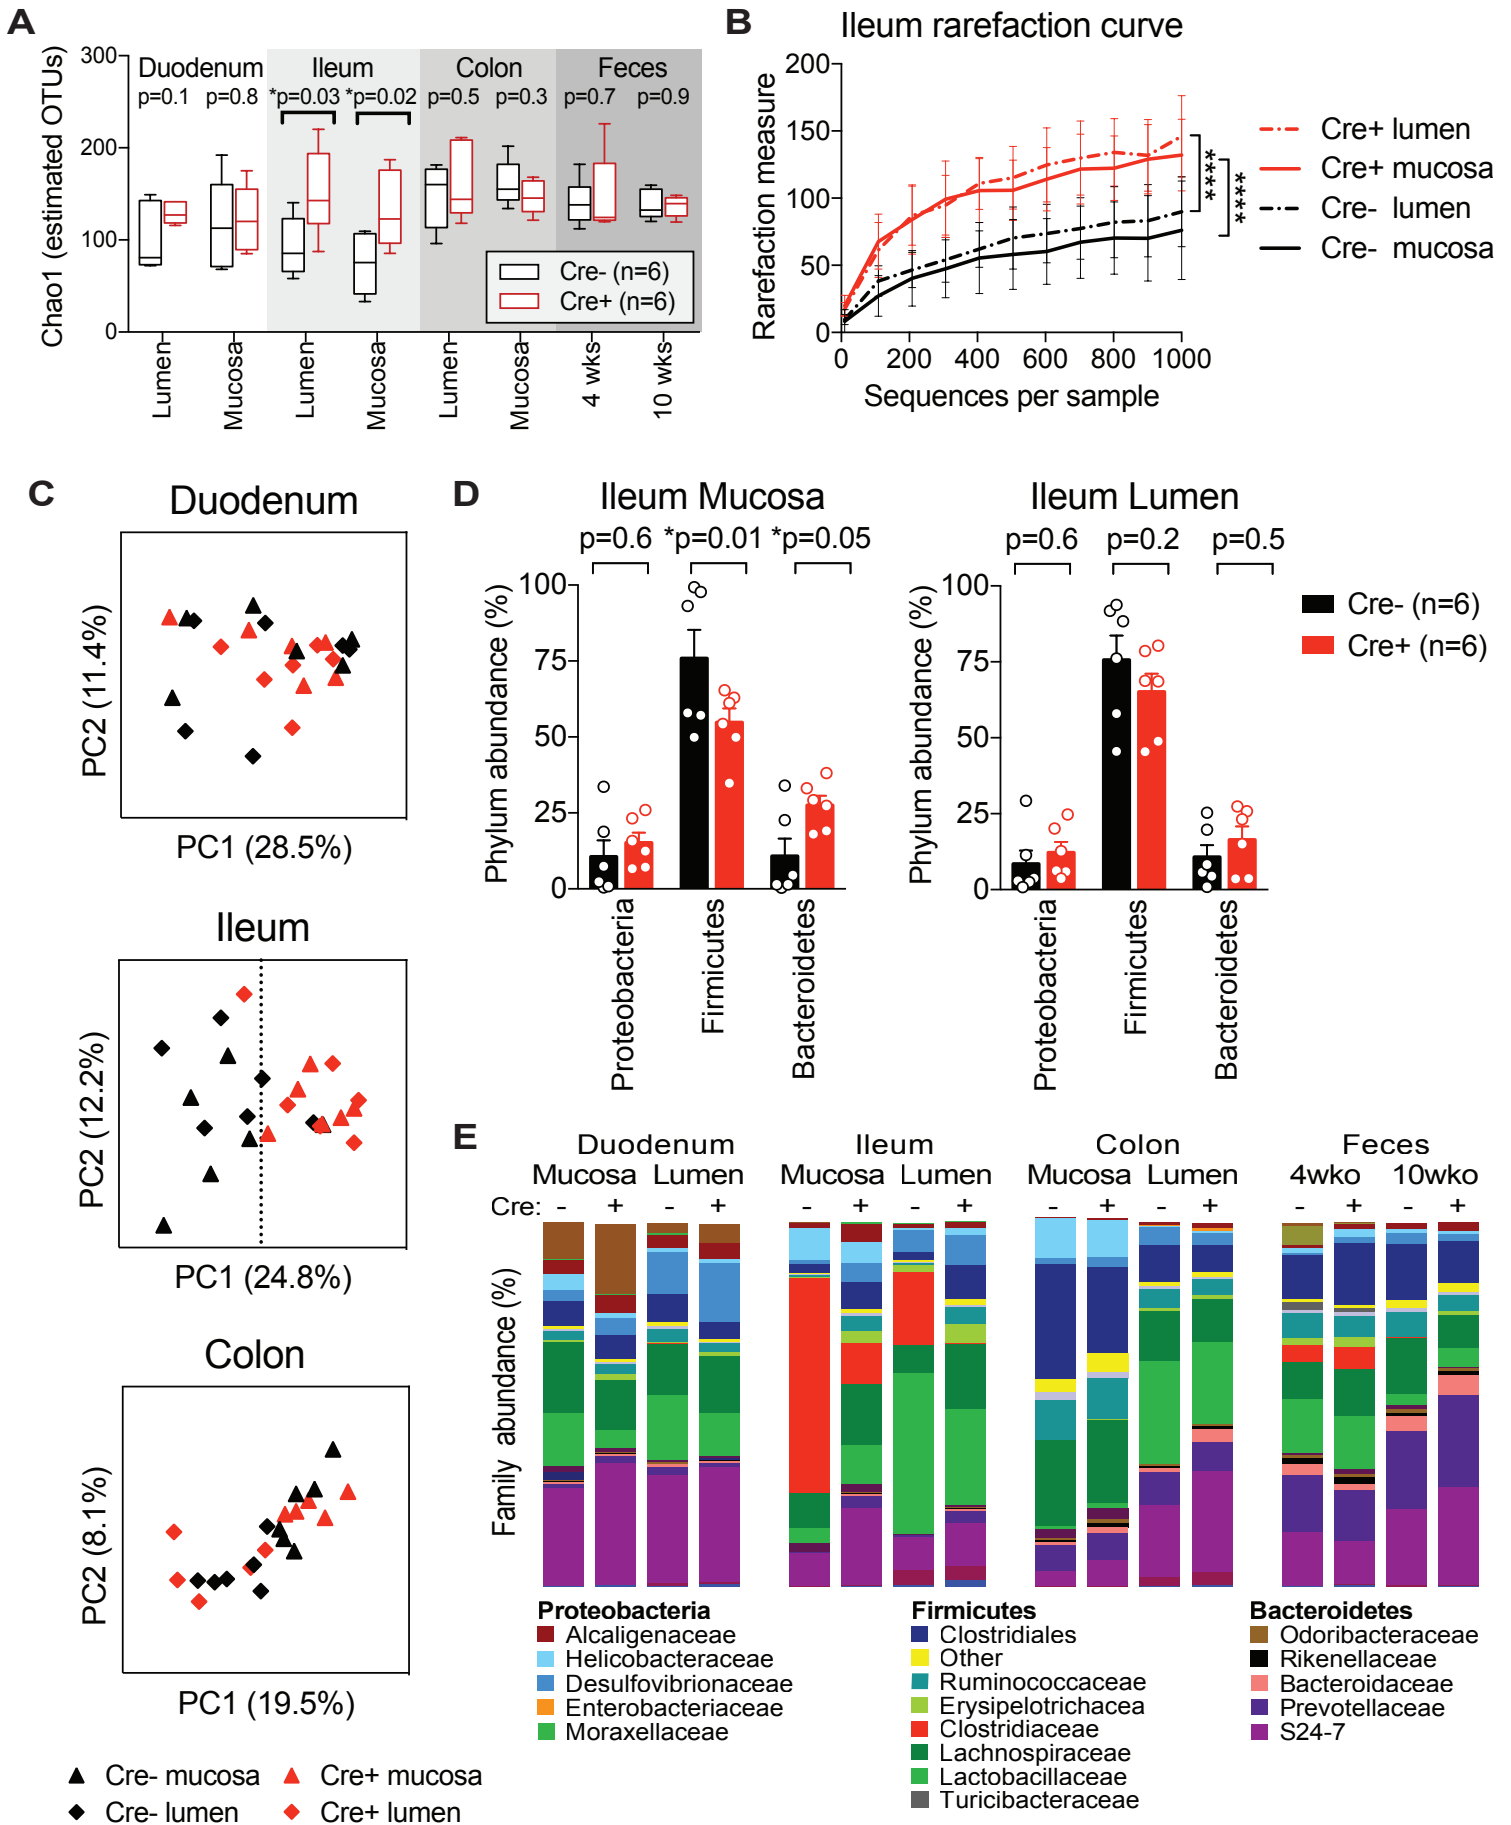 A
Chao1 (estimated OTUs)
300
200
100
0
Duodenum
Ileum
Colon
Feces
p=0.1
p=0.8
*p=0.03
*p=0.02
p=0.5
p=0.3
p=0.7
p=0.9
Cre- (n=6)
Cre+ (n=6)
Lumen
Mucosa
Lumen
Mucosa
Lumen
Mucosa
4 wks
10 wks
B
Ileum rarefaction curve
Rarefaction measure
200
150
100
50
0
0
200
400
600
800
1000
Sequences per sample
****
****
Cre+ lumen
Cre+ mucosa
Cre- lumen
Cre- mucosa
C
Duodenum
PC2 (11.4%)
PC1 (28.5%)
Ileum
PC2 (12.2%)
PC1 (24.8%)
Colon
PC2 (8.1%)
PC1 (19.5%)
Cre- mucosa
Cre+ mucosa
Cre- lumen
Cre+ lumen
D
Ileum Mucosa
p=0.6 *p=0.01 *p=0.05
Phylum abundance (%)
100
75
50
25
0
Proteobacteria
Firmicutes
Bacteroidetes
Ileum Lumen
p=0.6
p=0.2
p=0.5
Phylum abundance (%)
100
75
50
25
0
Proteobacteria
Firmicutes
Bacteroidetes
Cre- (n=6)
Cre+ (n=6)
E
Duodenum
Ileum
Colon
Feces
Mucosa Lumen
Mucosa Lumen
Mucosa Lumen
4wko 10wko
Cre: - + - +
- + - +
- + - +
- + - +
Family abundance (%)
Proteobacteria
Alcaligenaceae
Helicobacteraceae
Desulfovibrionaceae
Enterobacteriaceae
Moraxellaceae
Firmicutes
Clostridiales
Other
Ruminococcaceae
Erysipelotrichacea
Clostridiaceae
Lachnospiraceae
Lactobacillaceae
Turicibacteraceae
Bacteroidetes
Odoribacteraceae
Rikenellaceae
Bacteroidaceae
Prevotellaceae
S24-7